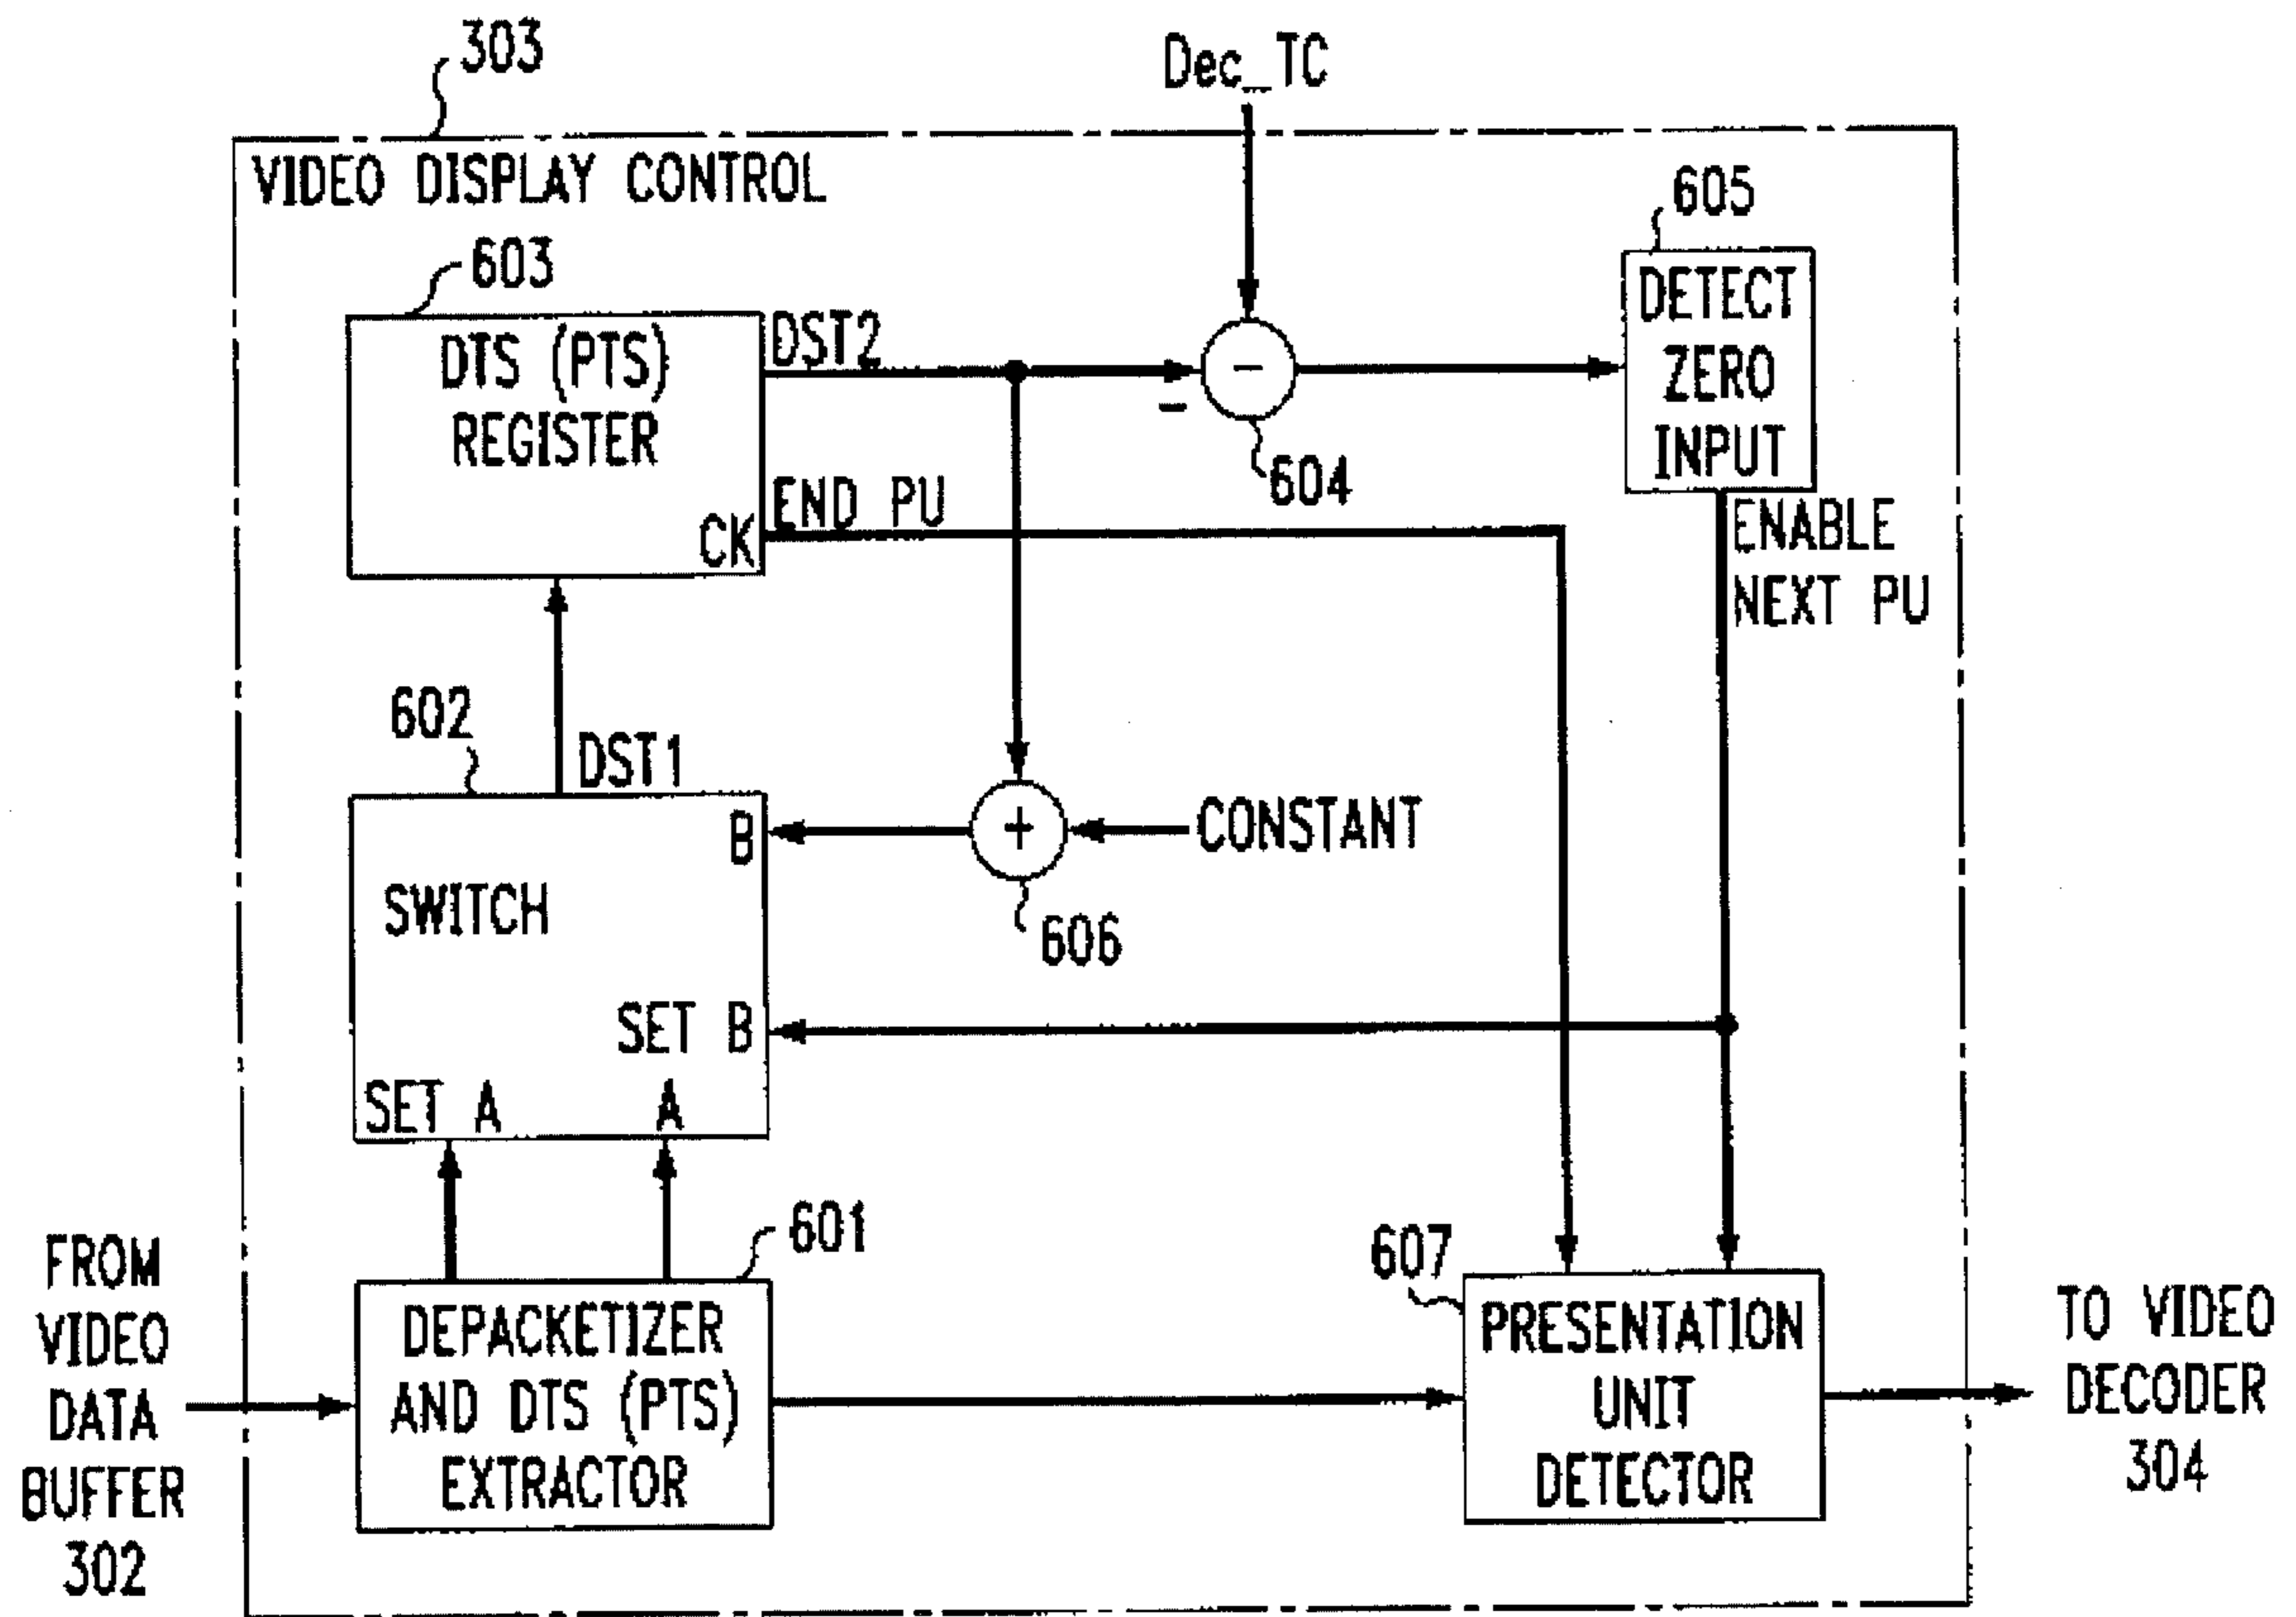 303
Dec_TC
VIDEO DISPLAY CONTROL
605
603
DETECT
ZERO
INPUT
DTS (PTS)
REGISTER
DST2
-
-
604
END PU
CK
ENABLE
NEXT PU
602
DST1
B
+
CONSTANT
SWITCH
606
SET B
SET A
A
601
607
FROM
VIDEO
DATA
BUFFER
302
DEPACKETIZER
AND DTS (PTS)
EXTRACTOR
PRESENTATION
UNIT
DETECTOR
TO VIDEO
DECODER
304